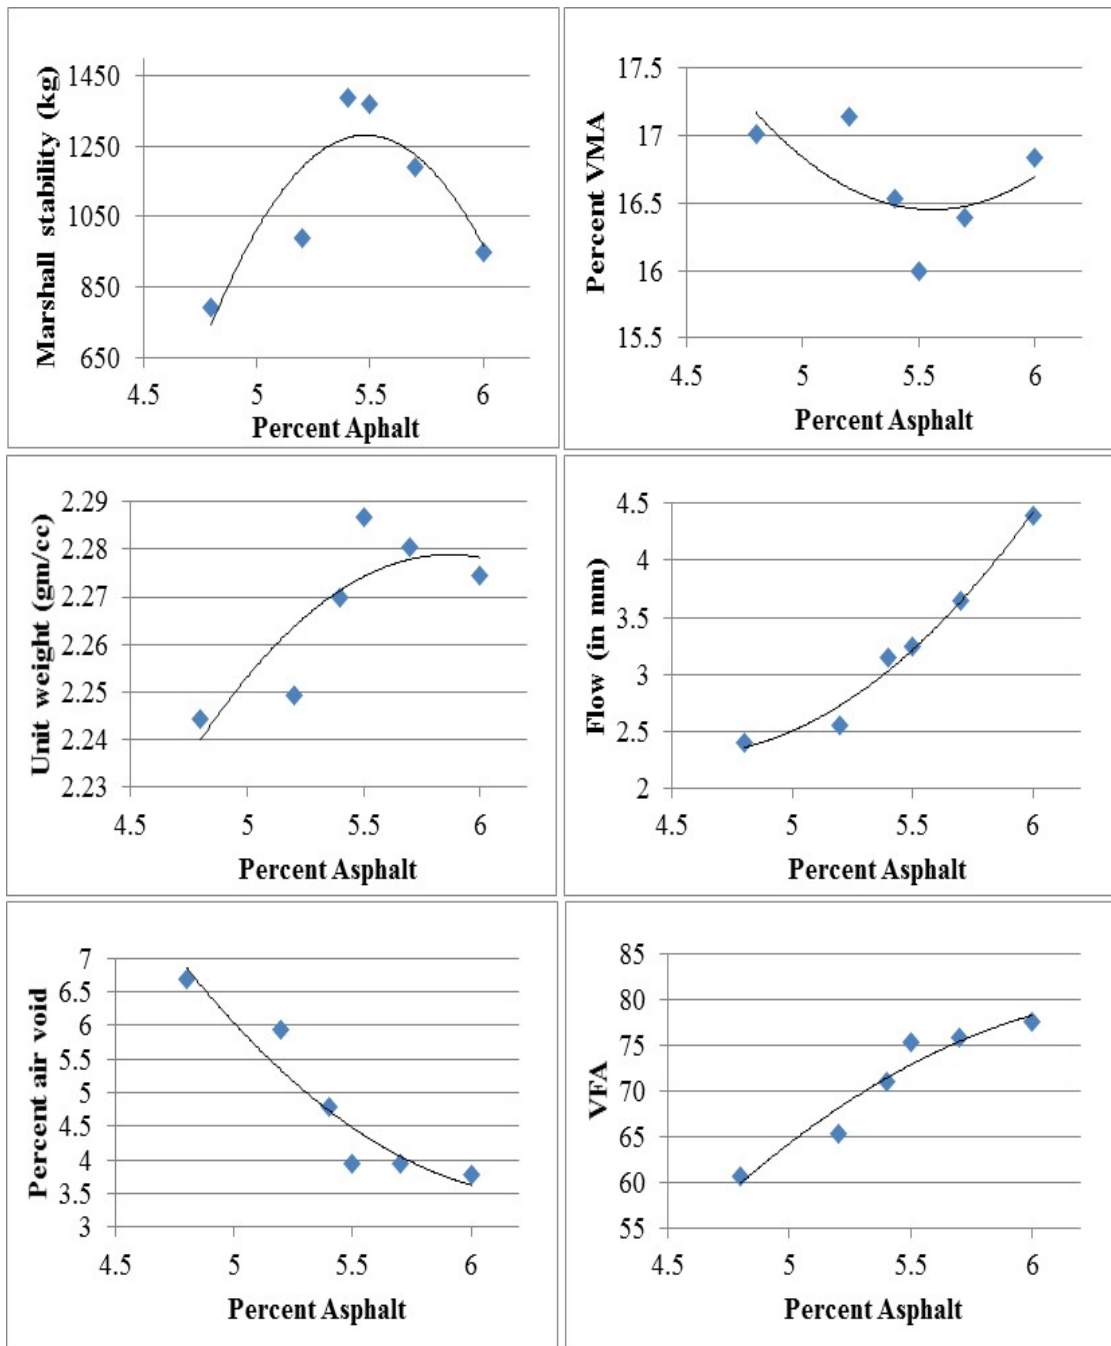 Marshall stability (kg)
1450
1250
1050
850
650
4.5 5 5.5 6
Percent Aphalt
Percent VMA
17.5
17
16.5
16
15.5
4.5 5 5.5 6
Percent Asphalt
Unit weight (gm/cc)
2.29
2.28
2.27
2.26
2.25
2.24
2.23
4.5 5 5.5 6
Percent Asphalt
Flow (in mm)
4.5
4
3.5
3
2.5
2
4.5 5 5.5 6
Percent Asphalt
Percent air void
7
6.5
6
5.5
5
4.5
4
3.5
3
4.5 5 5.5 6
Percent Asphalt
VFA
85
80
75
70
65
60
55
4.5 5 5.5 6
Percent Asphalt